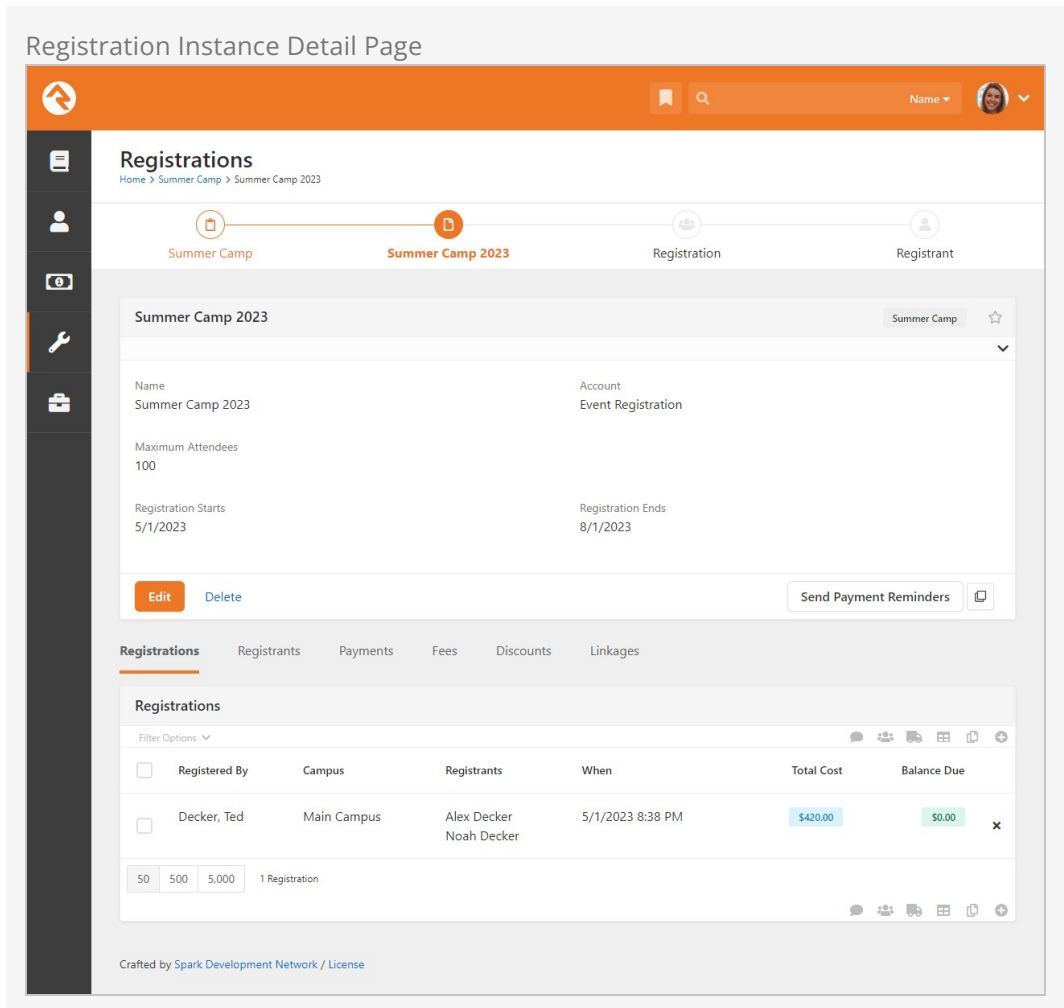 Registration Instance Detail Page
Name
Registrations
Home > Summer Camp > Summer Camp 2023
Summer Camp
Summer Camp 2023
Registration
Registrant
Summer Camp 2023
Summer Camp
Name
Account
Summer Camp 2023
Event Registration
Maximum Attendees
100
Registration Starts
Registration Ends
5/1/2023
8/1/2023
Edit
Delete
Send Payment Reminders
Registrations
Registrants
Payments
Fees
Discounts
Linkages
Registrations
Filter Options
Registered By
Campus
Registrants
When
Total Cost
Balance Due
Decker, Ted
Main Campus
Alex Decker
Noah Decker
5/1/2023 8:38 PM
$420.00
$0.00
50
500
5,000
1 Registration
Crafted by Spark Development Network / License